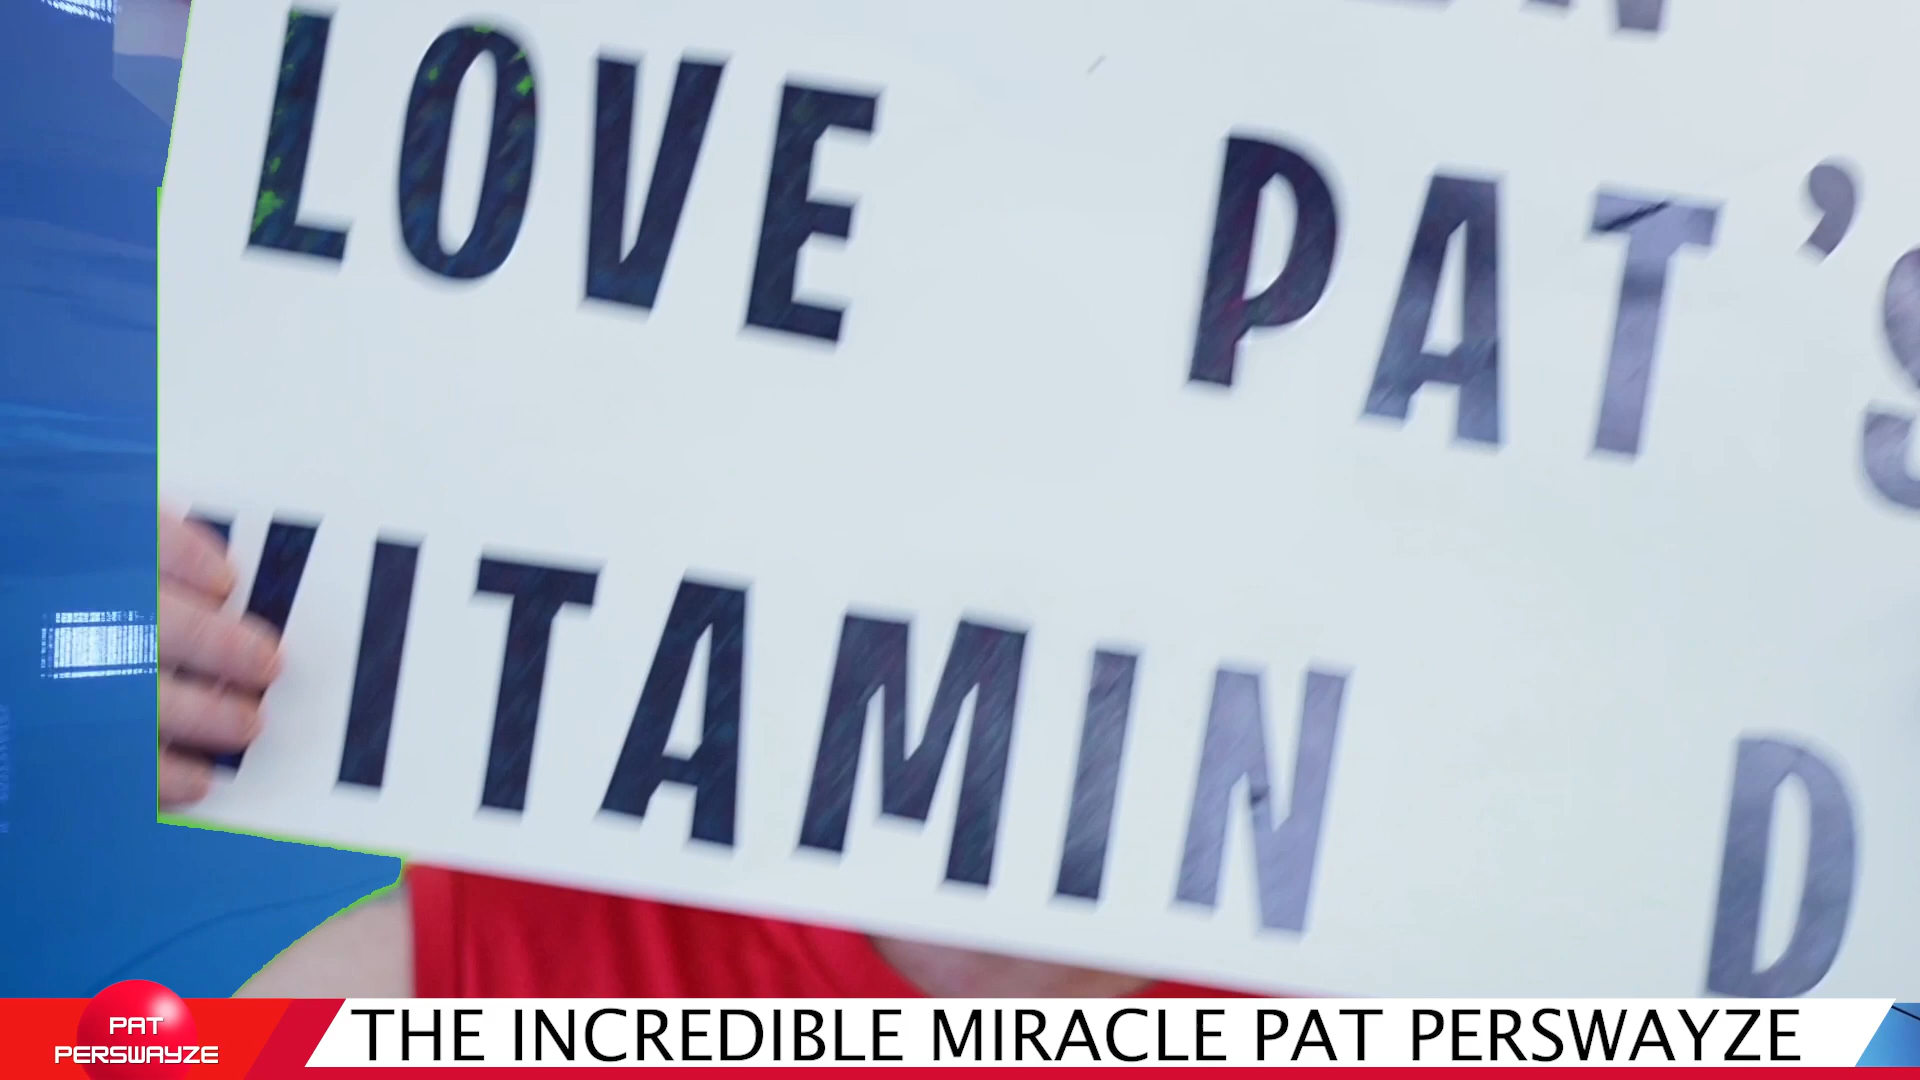 LOVE PAT'S
VITAMIN D
PAT
PERSWAYZE
THE INCREDIBLE MIRACLE PAT PERSWAYZE